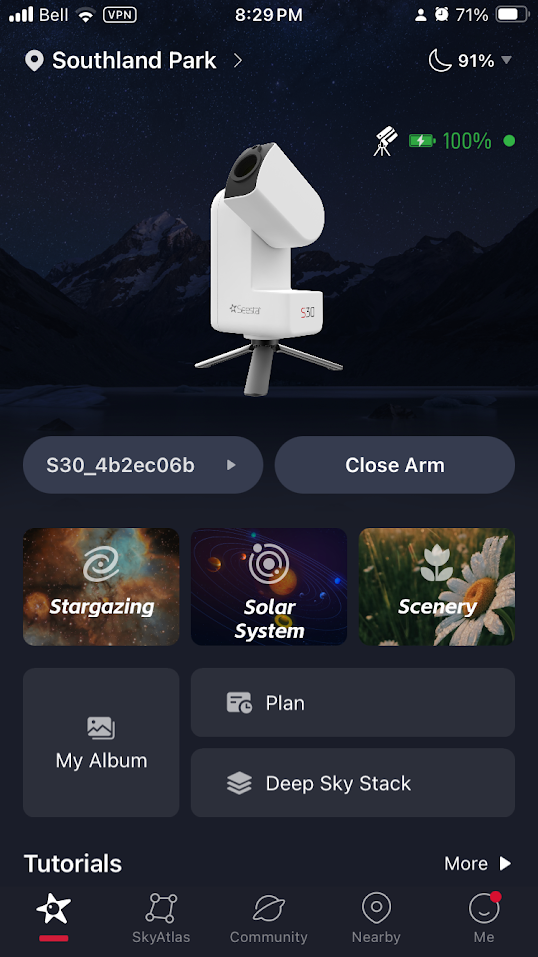 Bell VPN 8:29 PM 71%
Southland Park 91%
100%
Seestar S30
S30_4b2ec06b Close Arm
Stargazing Solar Scenery
System
Plan
My Album
Deep Sky Stack
Tutorials More
SkyAtlas Community Nearby Me